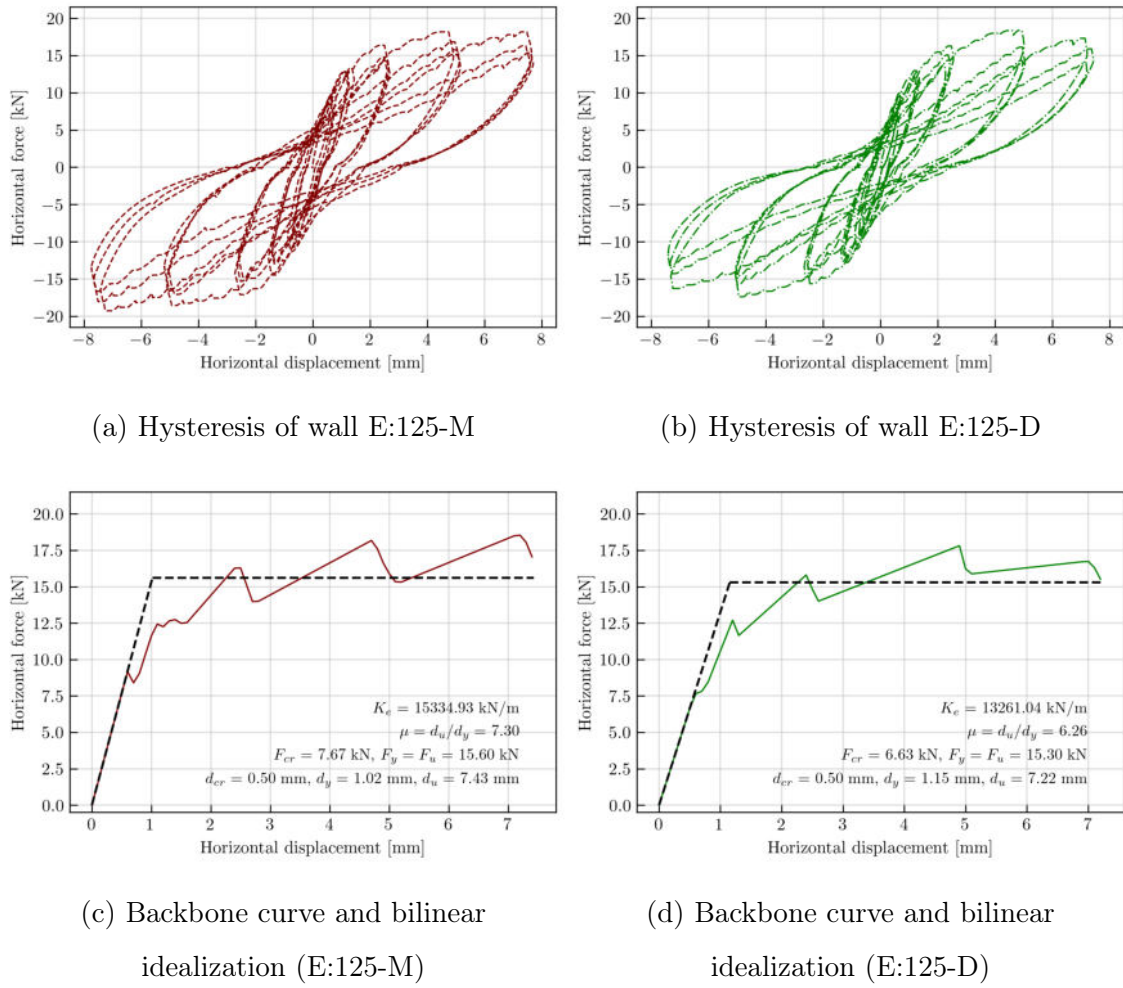 20
15
10
5
0
−5
−10
−15
−20
Horizontal force [kN]
−8 −6 −4 −2 0 2 4 6 8
Horizontal displacement [mm]
(a) Hysteresis of wall E:125-M
20
15
10
5
0
−5
−10
−15
−20
Horizontal force [kN]
−8 −6 −4 −2 0 2 4 6 8
Horizontal displacement [mm]
(b) Hysteresis of wall E:125-D
20.0
17.5
15.0
12.5
10.0
7.5
5.0
2.5
0.0
Horizontal force [kN]
K_e = 15334.93 kN/m
μ = d_u/d_y = 7.30
F_cr = 7.67 kN, F_y = F_u = 15.60 kN
d_cr = 0.50 mm, d_y = 1.02 mm, d_u = 7.43 mm
0 1 2 3 4 5 6 7
Horizontal displacement [mm]
(c) Backbone curve and bilinear
idealization (E:125-M)
20.0
17.5
15.0
12.5
10.0
7.5
5.0
2.5
0.0
Horizontal force [kN]
K_e = 13261.04 kN/m
μ = d_u/d_y = 6.26
F_cr = 6.63 kN, F_y = F_u = 15.30 kN
d_cr = 0.50 mm, d_y = 1.15 mm, d_u = 7.22 mm
0 1 2 3 4 5 6 7
Horizontal displacement [mm]
(d) Backbone curve and bilinear
idealization (E:125-D)